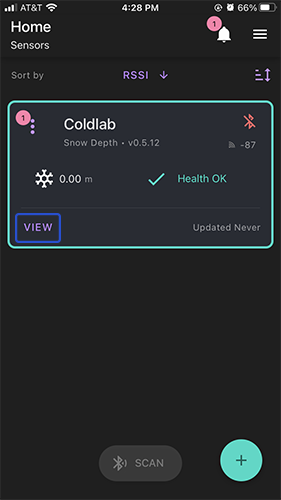 AT&T 4:28 PM 66%
Home
1
Sensors
Sort by RSSI
1
Coldlab
Snow Depth • v0.5.12
-87
0.00 m
Health OK
VIEW
Updated Never
SCAN
+